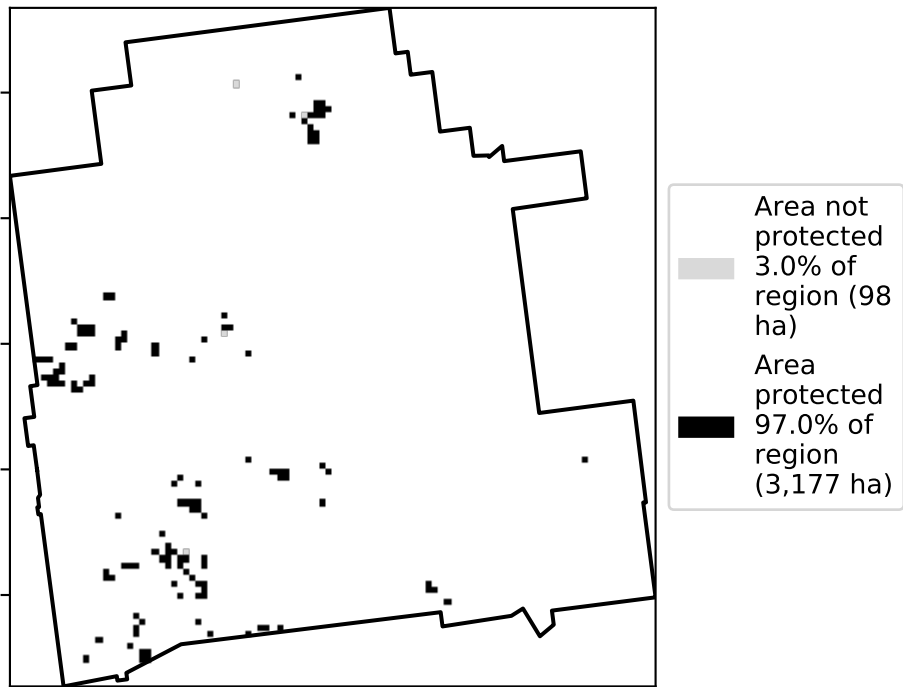 Area not
protected
3.0% of
region (98
ha)
Area
protected
97.0% of
region
(3,177 ha)